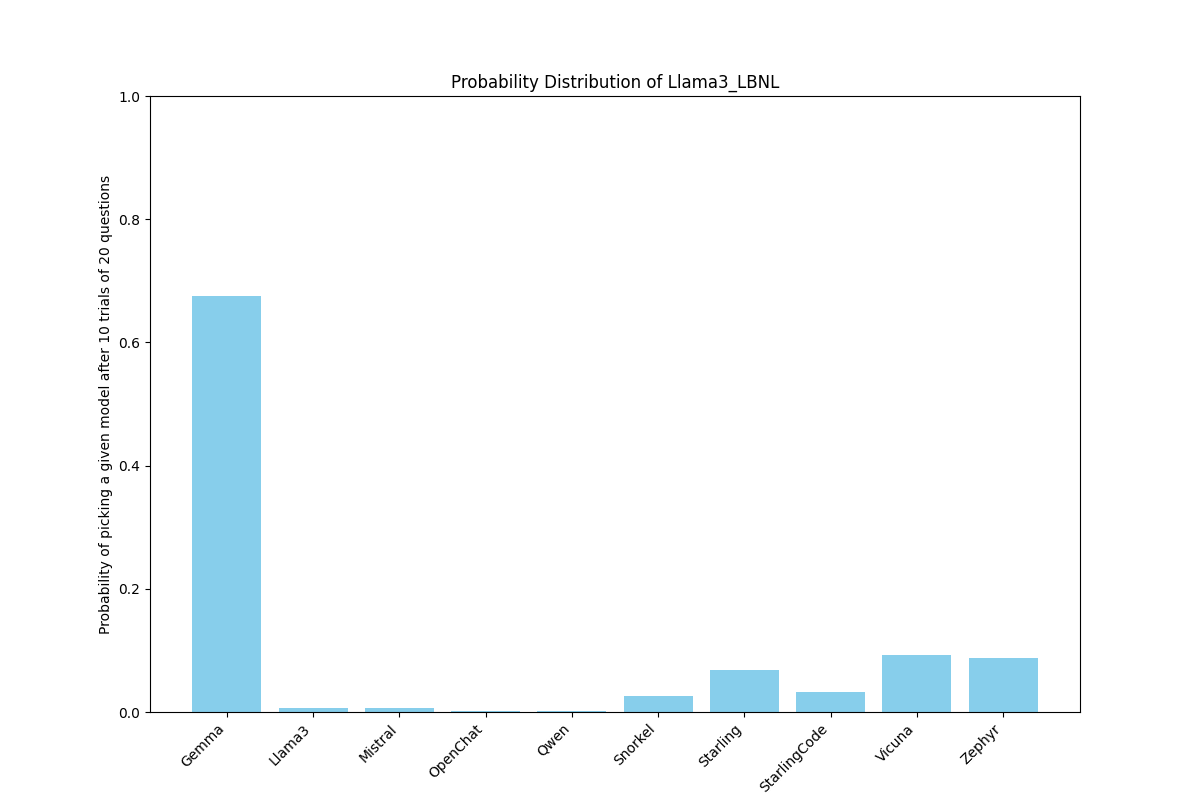 Probability Distribution of Llama3_LBNL
Probability of picking a given model after 10 trials of 20 questions
1.0
0.8
0.6
0.4
0.2
0.0
Gemma
Llama3
Mistral
OpenChat
Qwen
Snorkel
Starling
StarlingCode
Vicuna
Zephyr